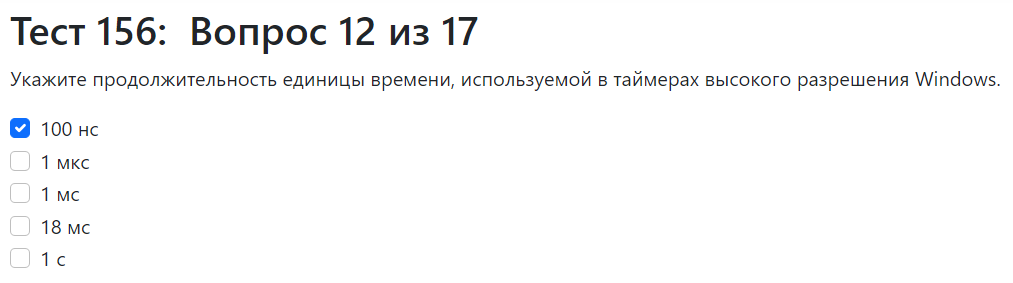 Тест 156: Вопрос 12 из 17
Укажите продолжительность единицы времени, используемой в таймерах высокого разрешения Windows.
100 нс
1 мкс
1 мс
18 мс
1 с